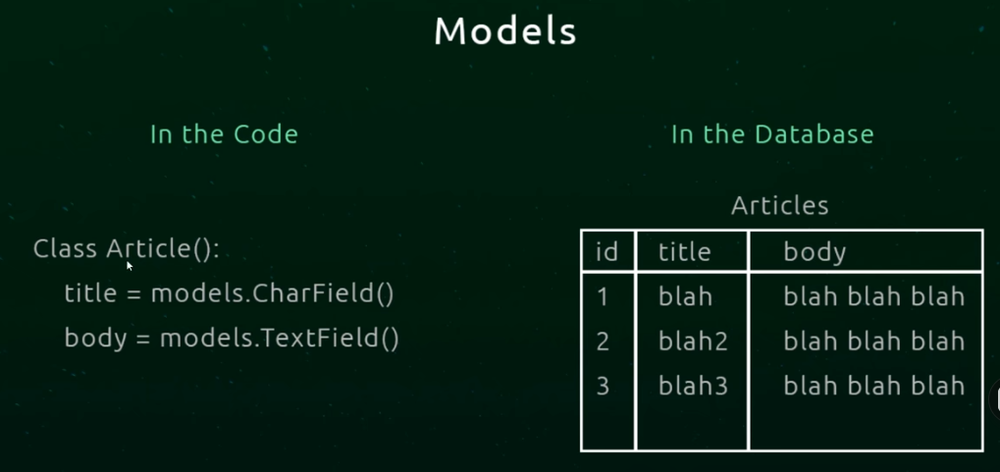 Models
In the Code
Class Article():
title = models.CharField()
body = models.TextField()
In the Database
Articles
id title body
1 blah blah blah blah
2 blah2 blah blah blah
3 blah3 blah blah blah